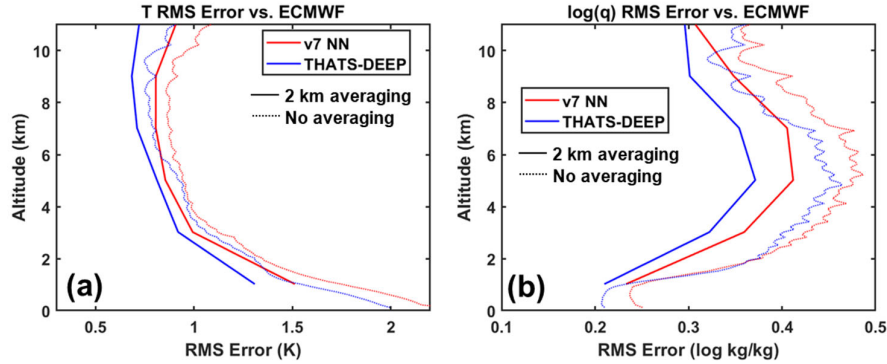 T RMS Error vs. ECMWF
10
8
6
4
2
0
Altitude (km)
v7 NN
THATS-DEEP
2 km averaging
No averaging
(a)
0.5
1
1.5
2
RMS Error (K)
log(q) RMS Error vs. ECMWF
10
8
6
4
2
0
Altitude (km)
v7 NN
THATS-DEEP
2 km averaging
No averaging
(b)
0.1
0.2
0.3
0.4
0.5
RMS Error (log kg/kg)